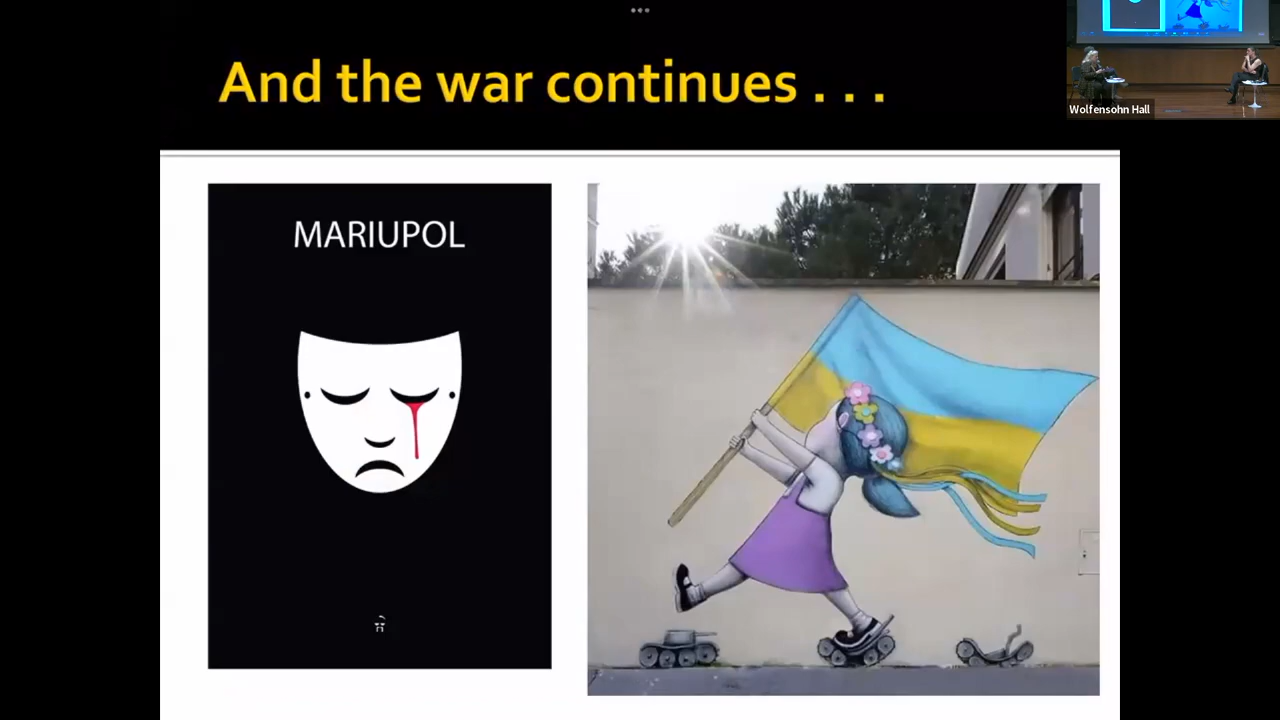 And the war continues . . .
Wolfensohn Hall
MARIUPOL